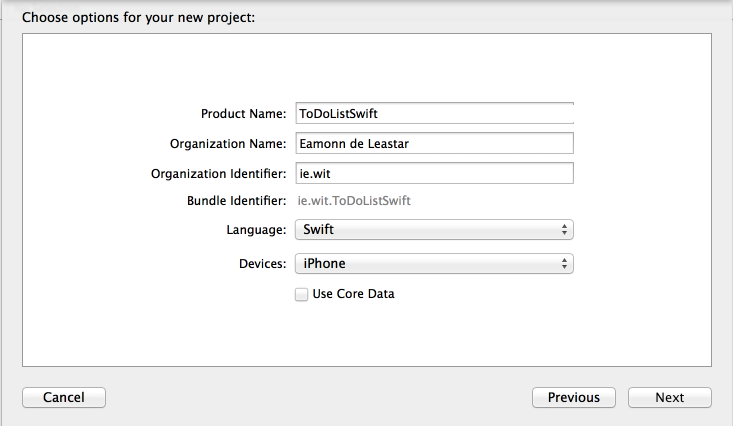 Choose options for your new project:
Product Name: ToDoListSwift
Organization Name: Eamonn de Leastar
Organization Identifier: ie.wit
Bundle Identifier: ie.wit.ToDoListSwift
Language: Swift
Devices: iPhone
Use Core Data
Cancel Previous Next